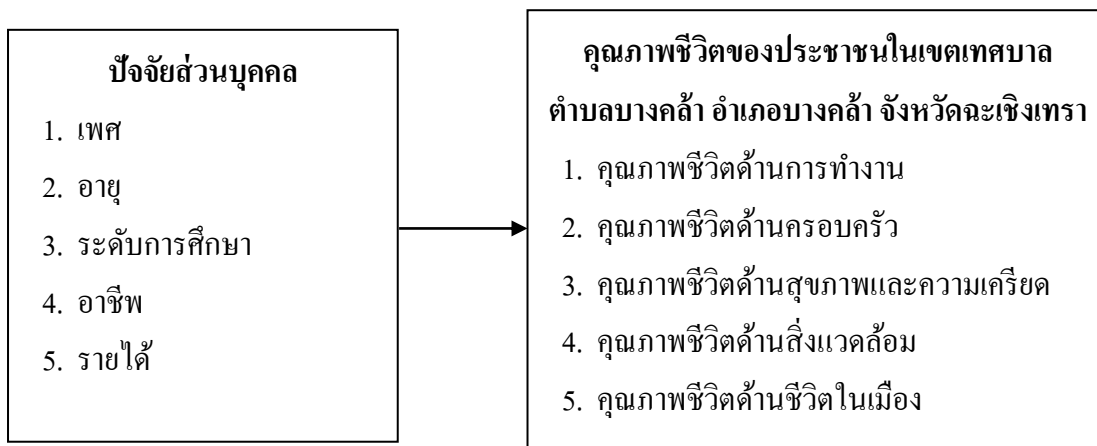 ปัจจัยส่วนบุคคล
1. เพศ
2. อายุ
3. ระดับการศึกษา
4. อาชีพ
5. รายได้
คุณภาพชีวิตของประชาชนในเขตเทศบาล
ตำบลบางคล้า อำเภอบางคล้า จังหวัดฉะเชิงเทรา
1. คุณภาพชีวิตด้านการทำงาน
2. คุณภาพชีวิตด้านครอบครัว
3. คุณภาพชีวิตด้านสุขภาพและความเครียด
4. คุณภาพชีวิตด้านสิ่งแวดล้อม
5. คุณภาพชีวิตด้านชีวิตในเมือง